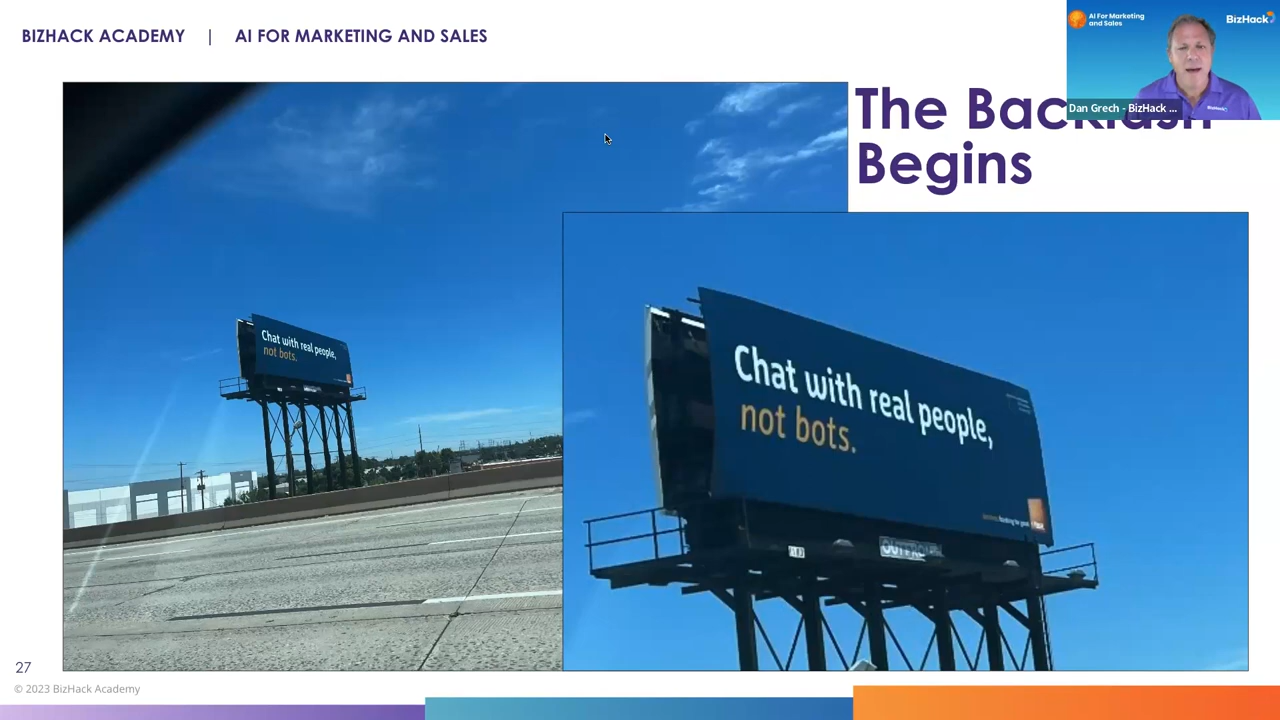 BIZHACK ACADEMY | AI FOR MARKETING AND SALES
AI For Marketing
and Sales
BizHack
Dan Grech - BizHack ...
The Backlash
Begins
Chat with real people,
not bots.
Chat with real people,
not bots.
27
© 2023 BizHack Academy